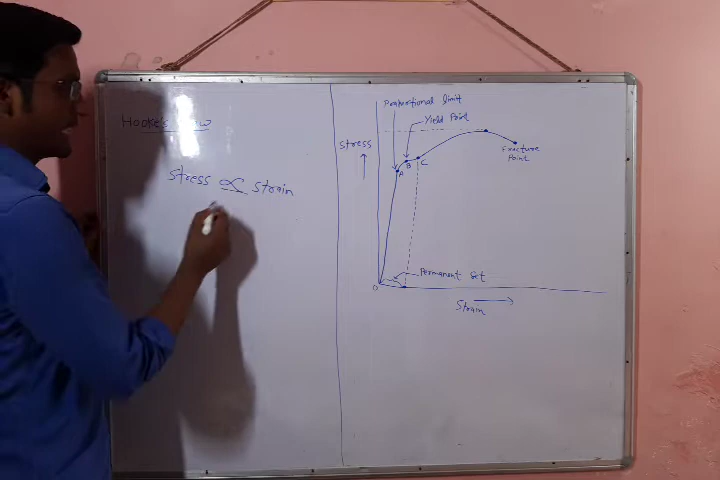 Hooke's Law
Stress ∝ Strain
Proportional limit
Yield Point
Stress
A
B
C
Fracture
Point
Permanent Set
O
Strain